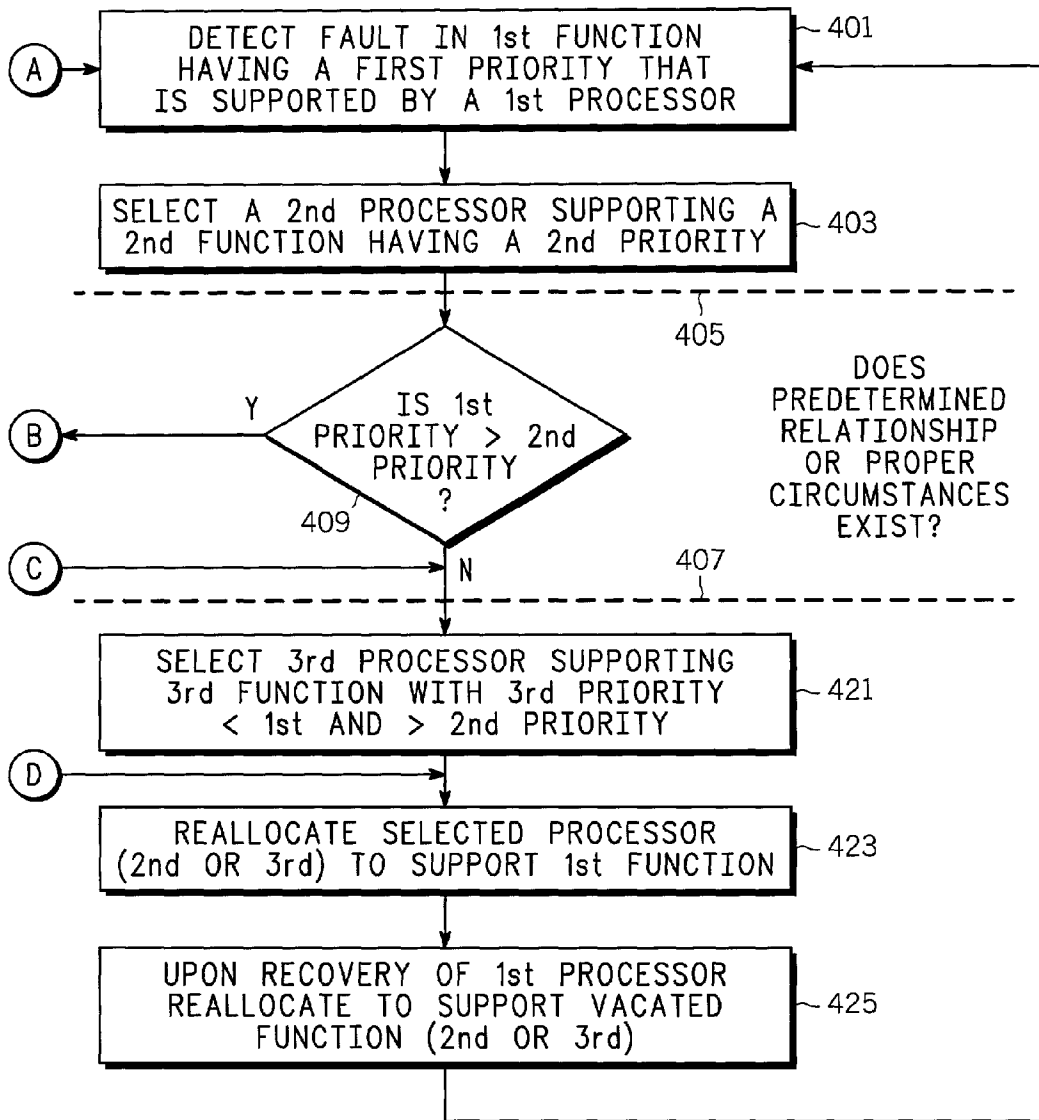 DETECT FAULT IN 1st FUNCTION
HAVING A FIRST PRIORITY THAT
IS SUPPORTED BY A 1st PROCESSOR
401
A
SELECT A 2nd PROCESSOR SUPPORTING A
2nd FUNCTION HAVING A 2nd PRIORITY
403
405
IS 1st
PRIORITY > 2nd
PRIORITY
?
Y
B
409
DOES
PREDETERMINED
RELATIONSHIP
OR PROPER
CIRCUMSTANCES
EXIST?
C
N
407
SELECT 3rd PROCESSOR SUPPORTING
3rd FUNCTION WITH 3rd PRIORITY
< 1st AND > 2nd PRIORITY
421
D
REALLOCATE SELECTED PROCESSOR
(2nd OR 3rd) TO SUPPORT 1st FUNCTION
423
UPON RECOVERY OF 1st PROCESSOR
REALLOCATE TO SUPPORT VACATED
FUNCTION (2nd OR 3rd)
425